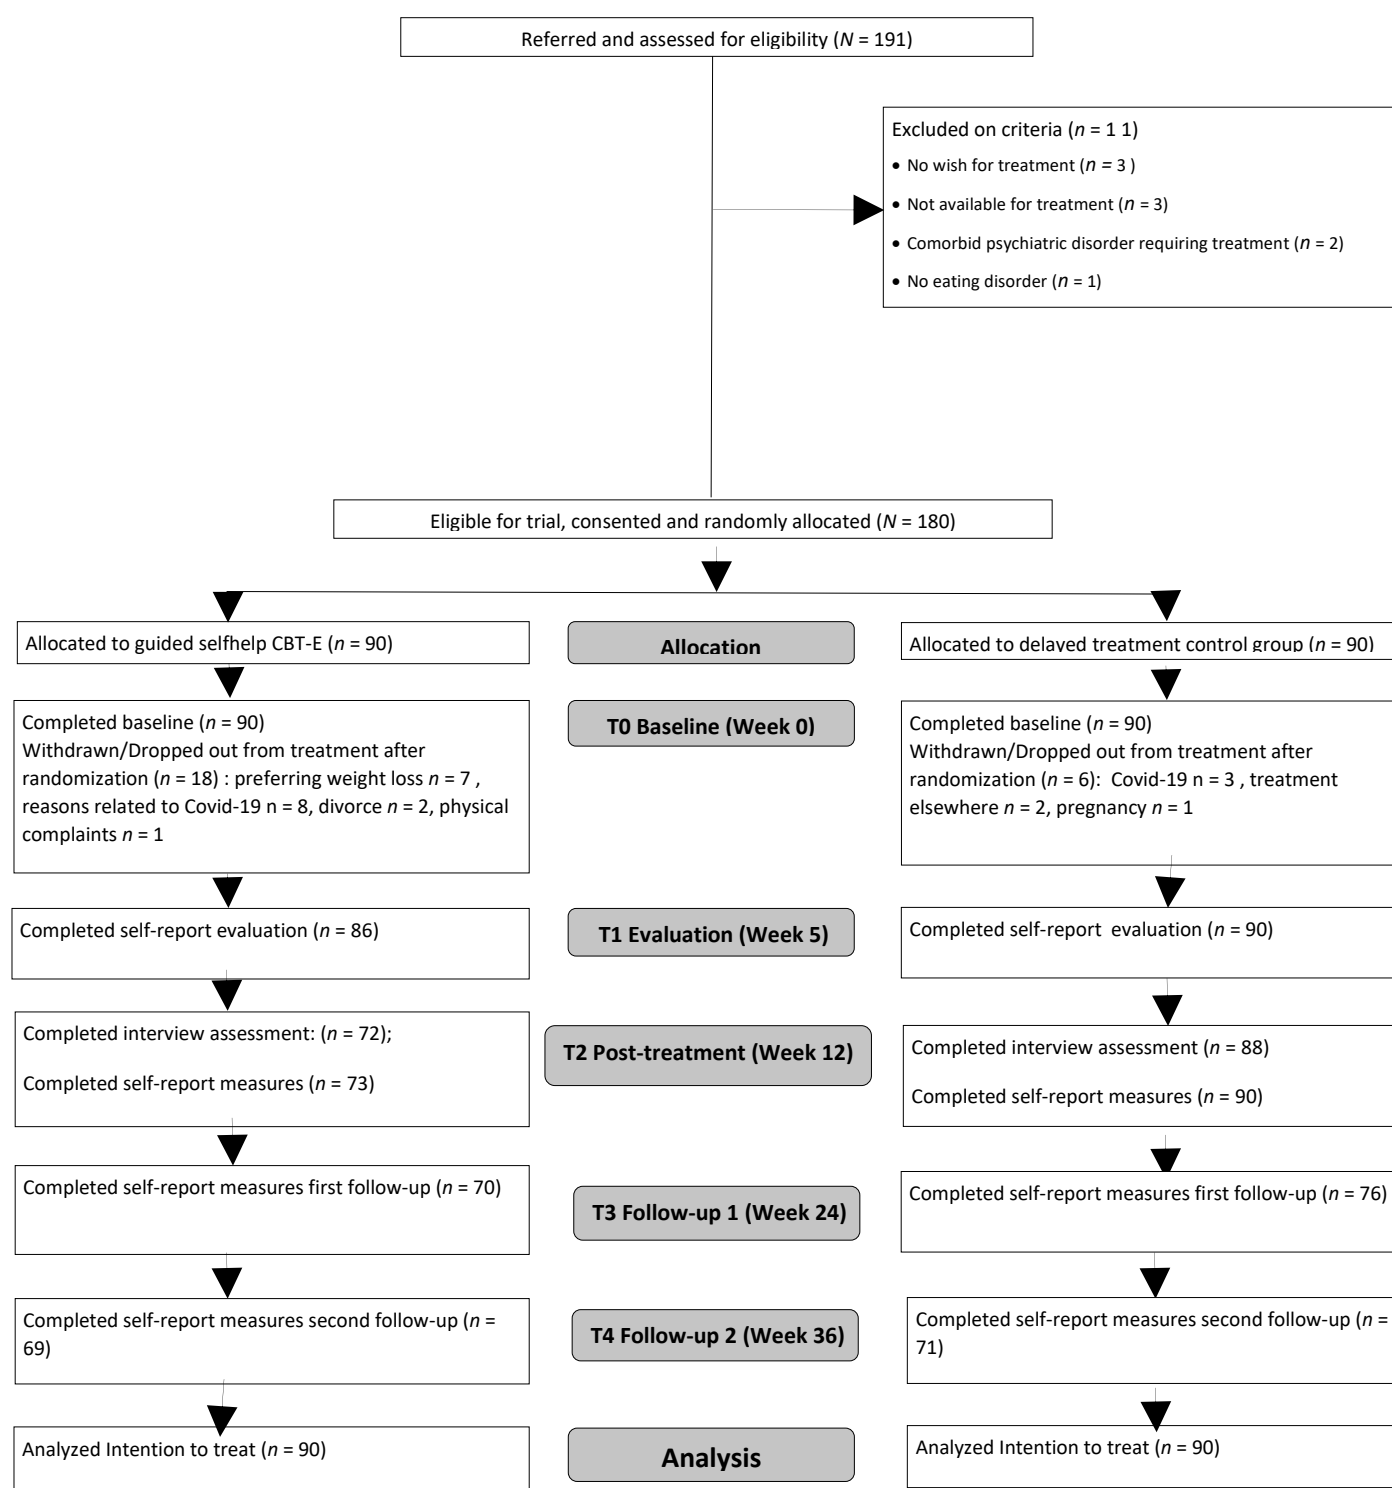 Referred and assessed for eligibility (N = 191)
Excluded on criteria (n = 1 1)
• No wish for treatment (n = 3 )
• Not available for treatment (n = 3)
• Comorbid psychiatric disorder requiring treatment (n = 2)
• No eating disorder (n = 1)
Eligible for trial, consented and randomly allocated (N = 180)
Allocated to guided selfhelp CBT-E (n = 90)
Allocation
Allocated to delayed treatment control group (n = 90)
Completed baseline (n = 90)
Withdrawn/Dropped out from treatment after
randomization (n = 18) : preferring weight loss n = 7 ,
reasons related to Covid-19 n = 8, divorce n = 2, physical
complaints n = 1
T0 Baseline (Week 0)
Completed baseline (n = 90)
Withdrawn/Dropped out from treatment after
randomization (n = 6):  Covid-19 n = 3 , treatment
elsewhere n = 2, pregnancy n = 1
Completed self-report evaluation (n = 86)
T1 Evaluation (Week 5)
Completed self-report  evaluation (n = 90)
Completed interview assessment: (n = 72);
Completed self-report measures (n = 73)
T2 Post-treatment (Week 12)
Completed interview assessment (n = 88)
Completed self-report measures (n = 90)
Completed self-report measures first follow-up (n = 70)
T3 Follow-up 1 (Week 24)
Completed self-report measures first follow-up (n = 76)
Completed self-report measures second follow-up (n =
69)
T4 Follow-up 2 (Week 36)
Completed self-report measures second follow-up (n =
71)
Analyzed Intention to treat (n = 90)
Analysis
Analyzed Intention to treat (n = 90)